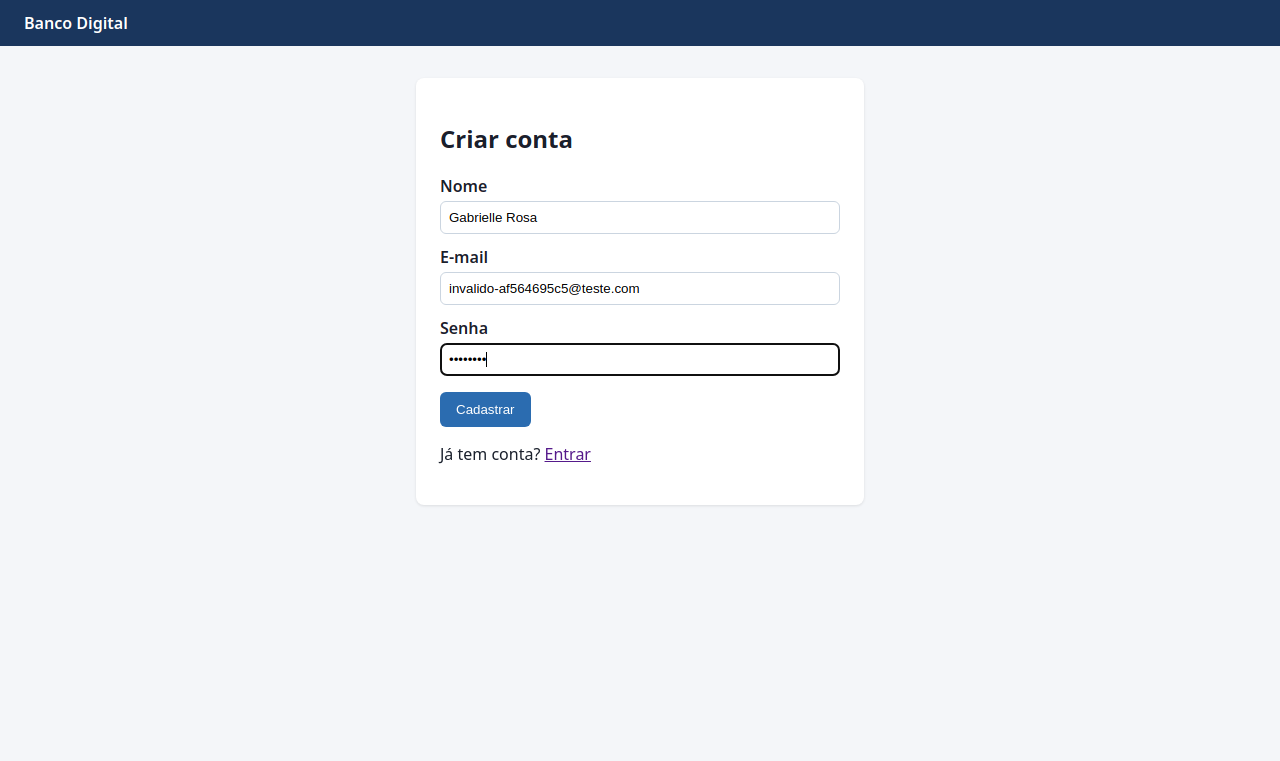 Banco Digital
Criar conta
Nome
Gabrielle Rosa
E-mail
invalido-af564695c5@teste.com
Senha
••••••••
Cadastrar
Já tem conta? Entrar